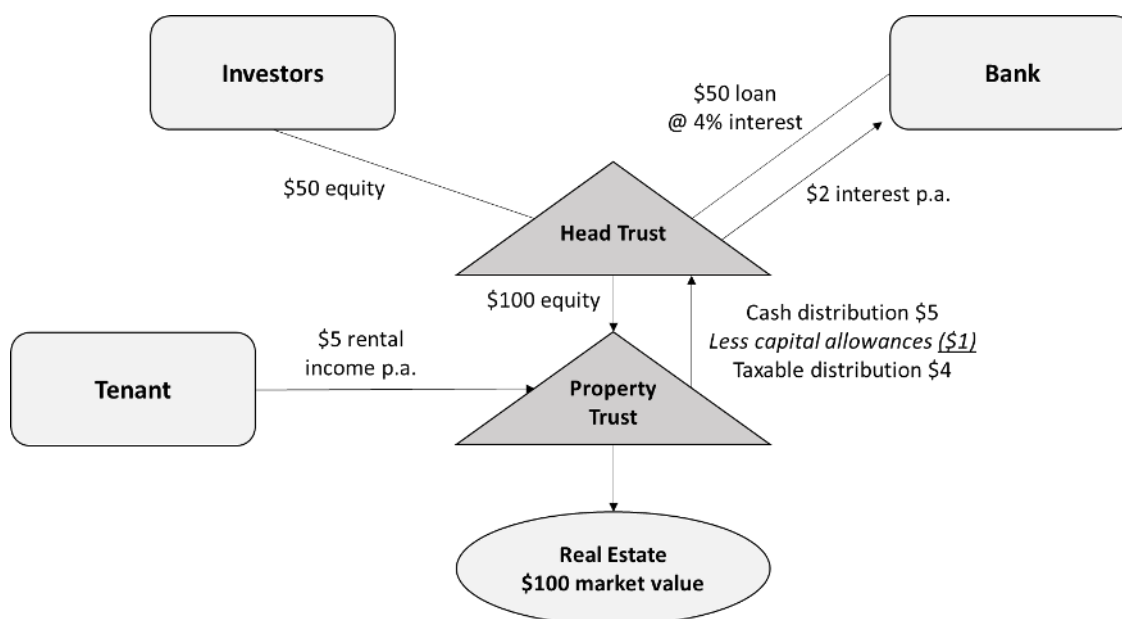 Investors
Bank
$50 loan
@ 4% interest
$50 equity
$2 interest p.a.
Head Trust
$100 equity
Cash distribution $5
Less capital allowances ($1)
Taxable distribution $4
$5 rental
income p.a.
Tenant
Property
Trust
Real Estate
$100 market value